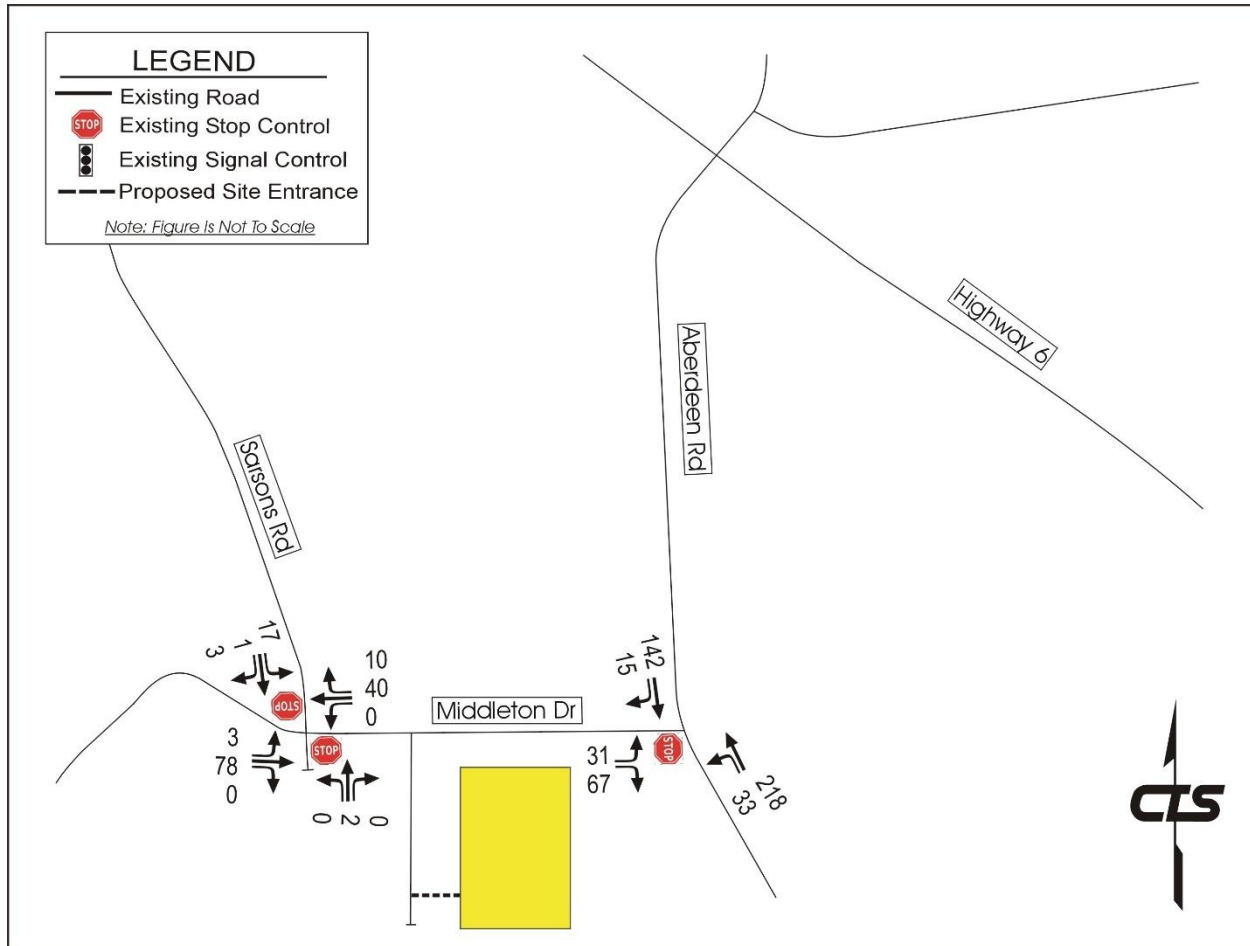 LEGEND
Existing Road
STOP
Existing Stop Control
Existing Signal Control
Proposed Site Entrance
Note: Figure Is Not To Scale
Highway 6
Aberdeen Rd
Sarsons Rd
17
1
3
STOP
10
40
0
Middleton Dr
142
15
3
78
0
STOP
0
2
0
31
67
STOP
218
33
CTS